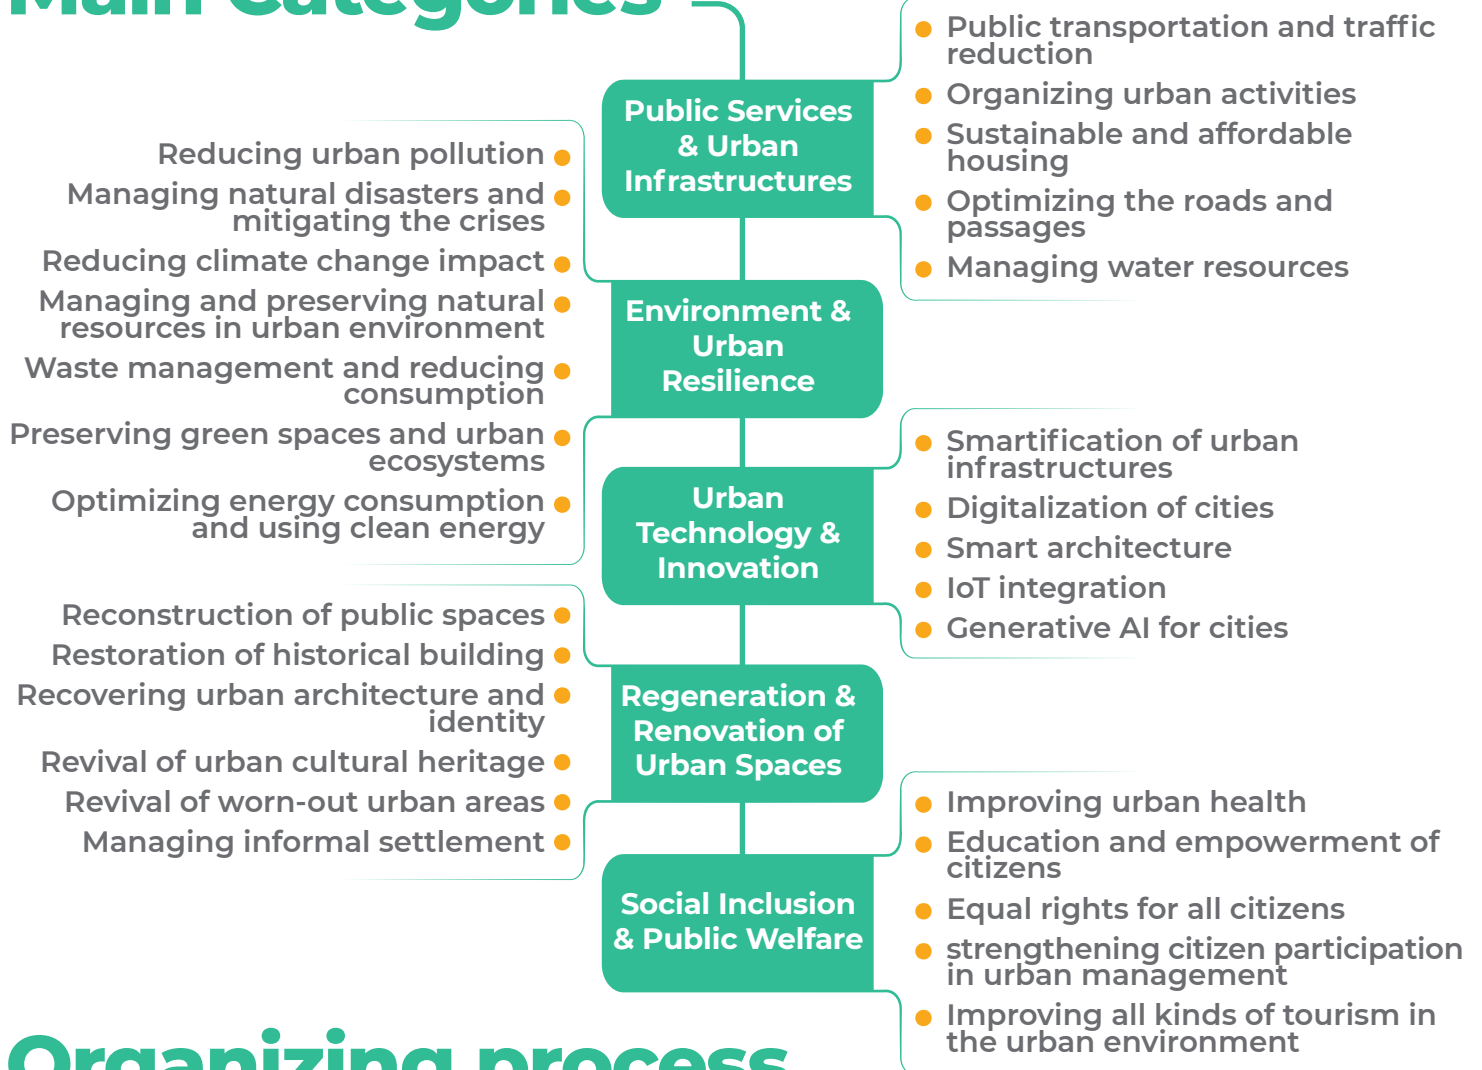 Main Categories
Public Services
& Urban
Infrastructures
Public transportation and traffic
reduction
Organizing urban activities
Sustainable and affordable
housing
Optimizing the roads and
passages
Managing water resources
Environment &
Urban
Resilience
Reducing urban pollution
Managing natural disasters and
mitigating the crises
Reducing climate change impact
Managing and preserving natural
resources in urban environment
Waste management and reducing
consumption
Preserving green spaces and urban
ecosystems
Optimizing energy consumption
and using clean energy
Urban
Technology &
Innovation
Smartification of urban
infrastructures
Digitalization of cities
Smart architecture
IoT integration
Generative AI for cities
Regeneration &
Renovation of
Urban Spaces
Reconstruction of public spaces
Restoration of historical building
Recovering urban architecture and
identity
Revival of urban cultural heritage
Revival of worn-out urban areas
Managing informal settlement
Social Inclusion
& Public Welfare
Improving urban health
Education and empowerment of
citizens
Equal rights for all citizens
strengthening citizen participation
in urban management
Improving all kinds of tourism in
the urban environment
Organizing process